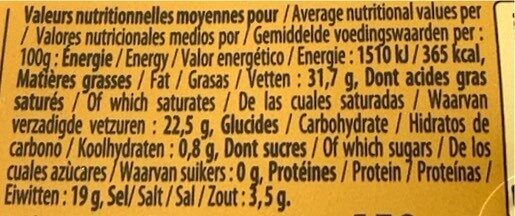 Valeurs nutritionnelles moyennes pour / Average nutritional values per
/ Valores nutricionales medios por / Gemiddelde voedingswaarden per :
100g : Énergie / Energy / Valor energético / Energie : 1510 kJ / 365 kcal,
Matières grasses / Fat / Grasas / Vetten : 31,7 g, Dont acides gras
saturés / Of which saturates / De las cuales saturadas / Waarvan
verzadigde vetzuren : 22,5 g, Glucides / Carbohydrate / Hidratos de
carbono / Koolhydraten : 0,8 g, Dont sucres / Of which sugars / De los
cuales azúcares / Waarvan suikers : 0 g, Protéines / Protein / Proteínas /
Eiwitten : 19 g, Sel / Salt / Sal / Zout : 3,5 g.